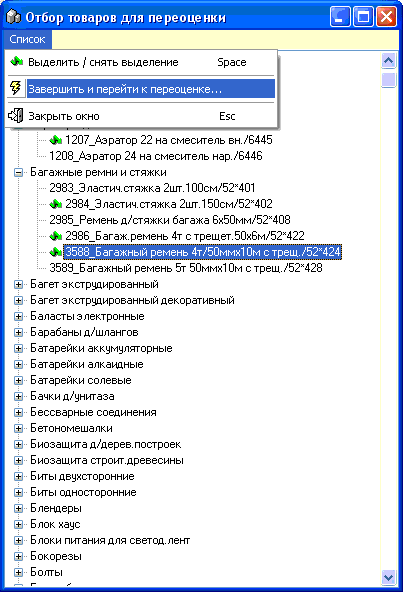 Отбор товаров для переоценки
Список
Выделить / снять выделение Space
Завершить и перейти к переоценке...
Закрыть окно Esc
1207_Аэратор 22 на смеситель вн./6445
1208_Аэратор 24 на смеситель нар./6446
Багажные ремни и стяжки
2983_Эластич.стяжка 2шт.100см/52*401
2984_Эластич.стяжка 2шт.150см/52*402
2985_Ремень д/стяжки багажа 6х50мм/52*408
2986_Багаж.ремень 4т с трещет.50х6м/52*422
3588_Багажный ремень 4т/50ммх10м с трещ./52*424
3589_Багажный ремень 5т 50ммх10м с трещ./52*428
Багет экструдированный
Багет экструдированный декоративный
Баласты электронные
Барабаны д/шлангов
Батарейки аккумуляторные
Батарейки алкаидные
Батарейки солевые
Бачки д/унитаза
Бессварные соединения
Бетономешалки
Биозащита д/дерев.построек
Биозащита строит.древесины
Биты двухсторонние
Биты односторонние
Блендеры
Блок хаус
Блоки питания для светод.лент
Бокорезы
Болты